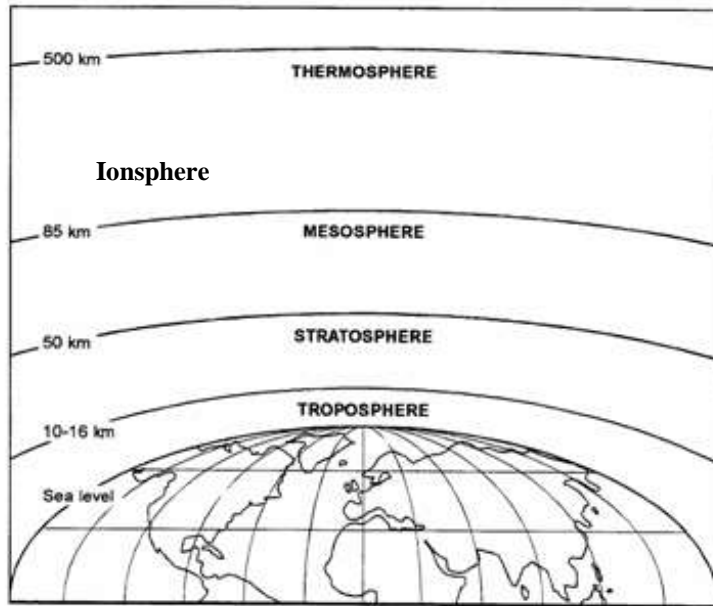 500 km
THERMOSPHERE
Ionsphere
85 km
MESOSPHERE
50 km
STRATOSPHERE
TROPOSPHERE
10-16 km
Sea level